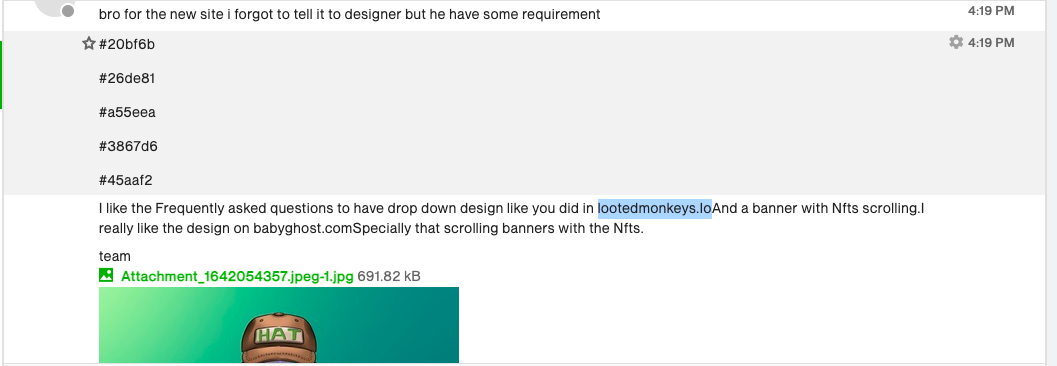 bro for the new site i forgot to tell it to designer but he have some requirement 4:19 PM
#20bf6b 4:19 PM
#26de81
#a55eea
#3867d6
#45aaf2
I like the Frequently asked questions to have drop down design like you did in lootedmonkeys.IoAnd a banner with Nfts scrolling.I
really like the design on babyghost.comSpecially that scrolling banners with the Nfts.
team
Attachment_1642054357.jpeg-1.jpg 691.82 kB
HAT